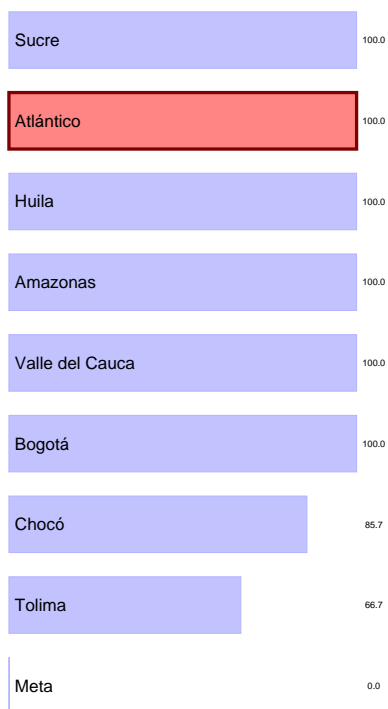 Sucre 100.0
Atlántico 100.0
Huila 100.0
Amazonas 100.0
Valle del Cauca 100.0
Bogotá 100.0
Chocó 85.7
Tolima 66.7
Meta 0.0